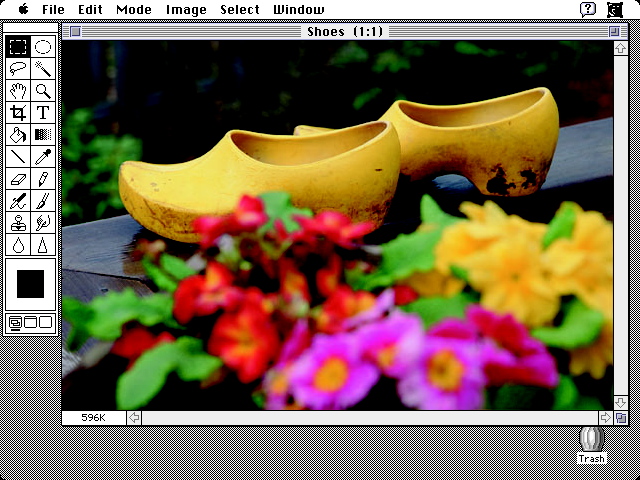 File Edit Mode Image Select Window
Shoes (1:1)
T
596K
Trash